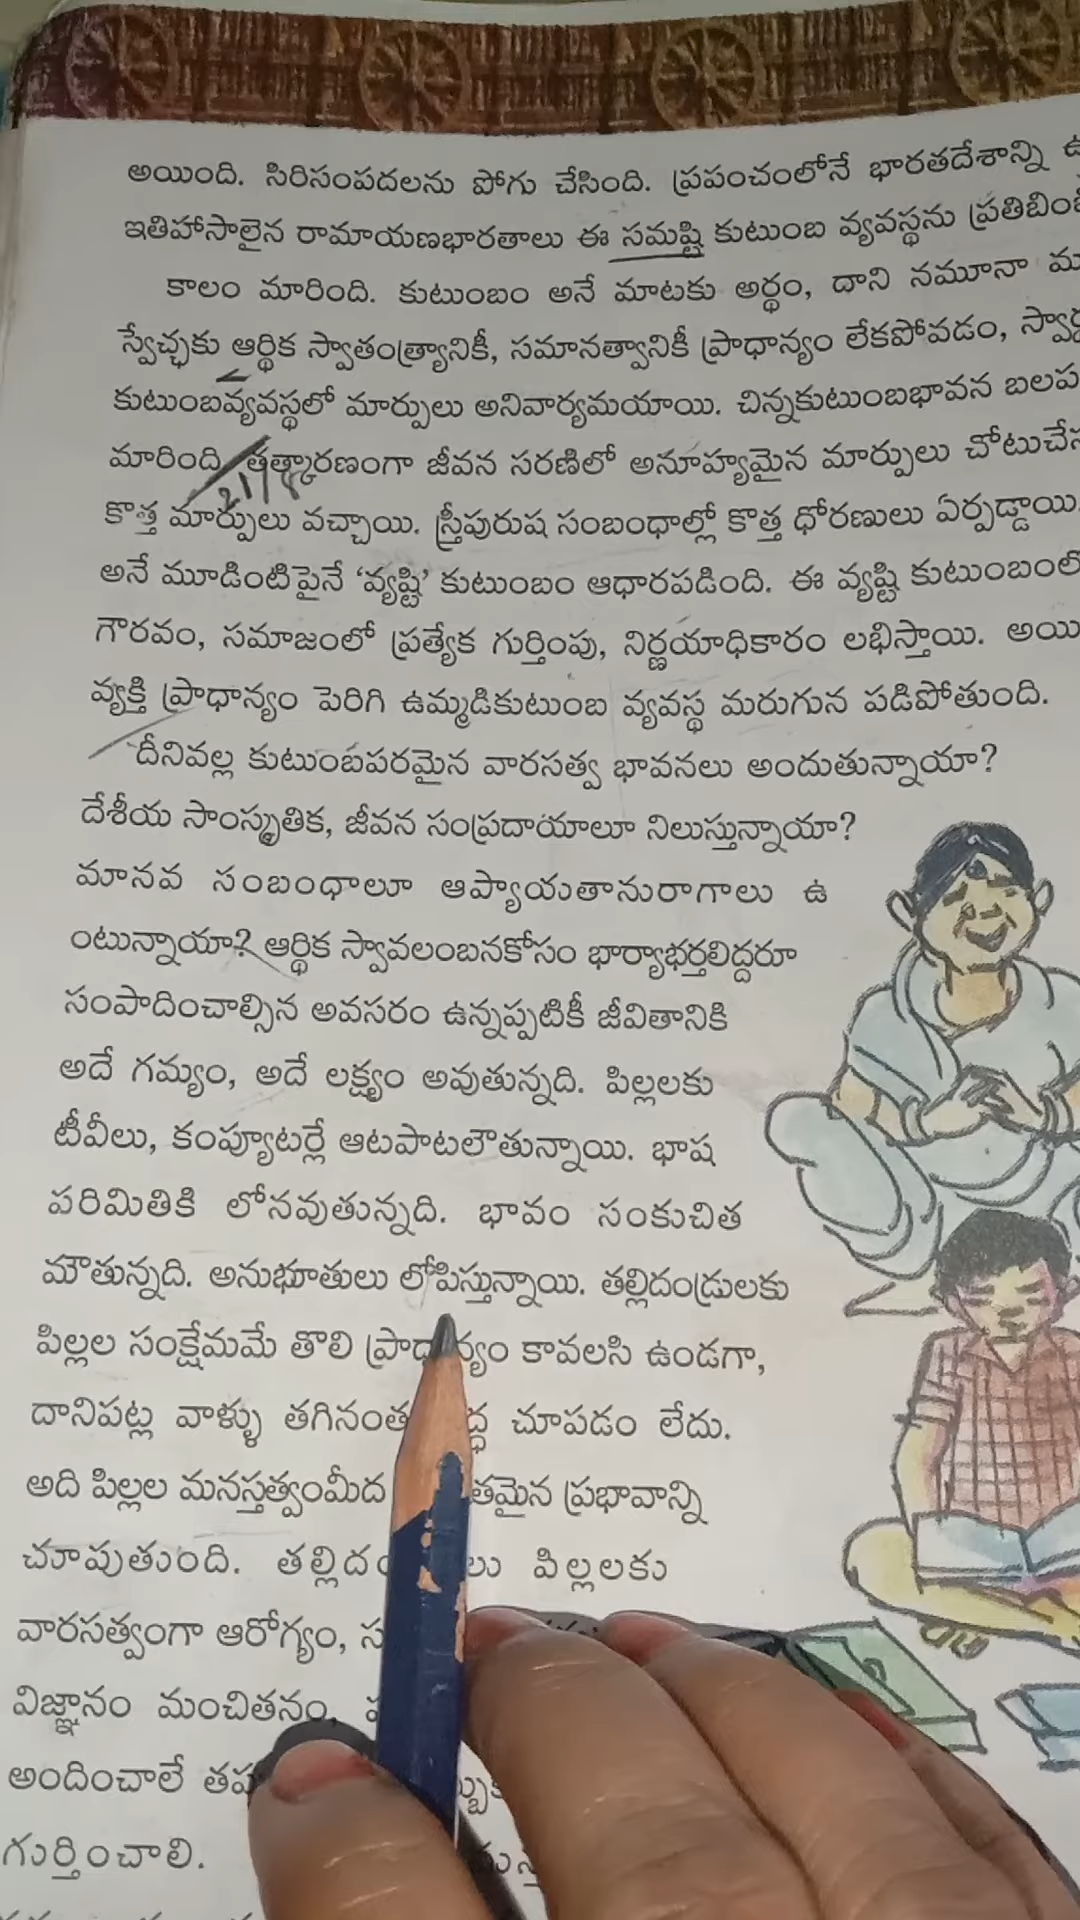 అయింది. సిరిసంపదలను పోగు చేసింది. ప్రపంచంలోనే భారతదేశాన్ని
ఇతిహాసాలైన రామాయణభారతాలు ఈ సమష్టి కుటుంబ వ్యవస్థను
కాలం మారింది. కుటుంబం అనే మాటకు అర్థం, దాని నమూనా
స్వేచ్ఛకు ఆర్థిక స్వాతంత్ర్యానికీ, సమానత్వానికీ ప్రాధాన్యం లేకపోవడం,
కుటుంబవ్యవస్థలో మార్పులు అనివార్యమయాయి. చిన్నకుటుంబభావన
మారింది. తత్కారణంగా జీవన సరణిలో అనూహ్యమైన మార్పులు
కొత్త మార్పులు వచ్చాయి. స్త్రీపురుష సంబంధాల్లో కొత్త ధోరణులు ఏర్పడ్డాయి.
అనే మూడింటిపైనే ‘వ్యష్టి’ కుటుంబం ఆధారపడింది. ఈ వ్యష్టి
గౌరవం, సమాజంలో ప్రత్యేక గుర్తింపు, నిర్ణయాధికారం లభిస్తాయి.
వ్యక్తి ప్రాధాన్యం పెరిగి ఉమ్మడికుటుంబ వ్యవస్థ మరుగున పడిపోతుంది.
దీనివల్ల కుటుంబపరమైన వారసత్వ భావనలు అందుతున్నాయా?
దేశీయ సాంస్కృతిక, జీవన సంప్రదాయాలూ నిలుస్తున్నాయా?
మానవ సంబంధాలూ ఆప్యాయతానురాగాలు ఉ
ంటున్నాయా? ఆర్థిక స్వావలంబనకోసం భార్యాభర్తలిద్దరూ
సంపాదించాల్సిన అవసరం ఉన్నప్పటికీ జీవితానికి
అదే గమ్యం, అదే లక్ష్యం అవుతున్నది. పిల్లలకు
టీవీలు, కంప్యూటర్లే ఆటపాటలౌతున్నాయి. భాష
పరిమితికి లోనవుతున్నది. భావం సంకుచిత
మౌతున్నది. అనుభూతులు లోపిస్తున్నాయి. తల్లిదండ్రులకు
పిల్లల సంక్షేమమే తొలి ప్రాధాన్యం కావలసి ఉండగా,
దానిపట్ల వాళ్ళు తగినంత చూపడం లేదు.
అది పిల్లల మనస్తత్వంమీద ప్రభావాన్ని
చూపుతుంది. పిల్లలకు
వారసత్వంగా ఆరోగ్యం,
విజ్ఞానం మంచితనం,
అందించాలే
గుర్తించాలి.